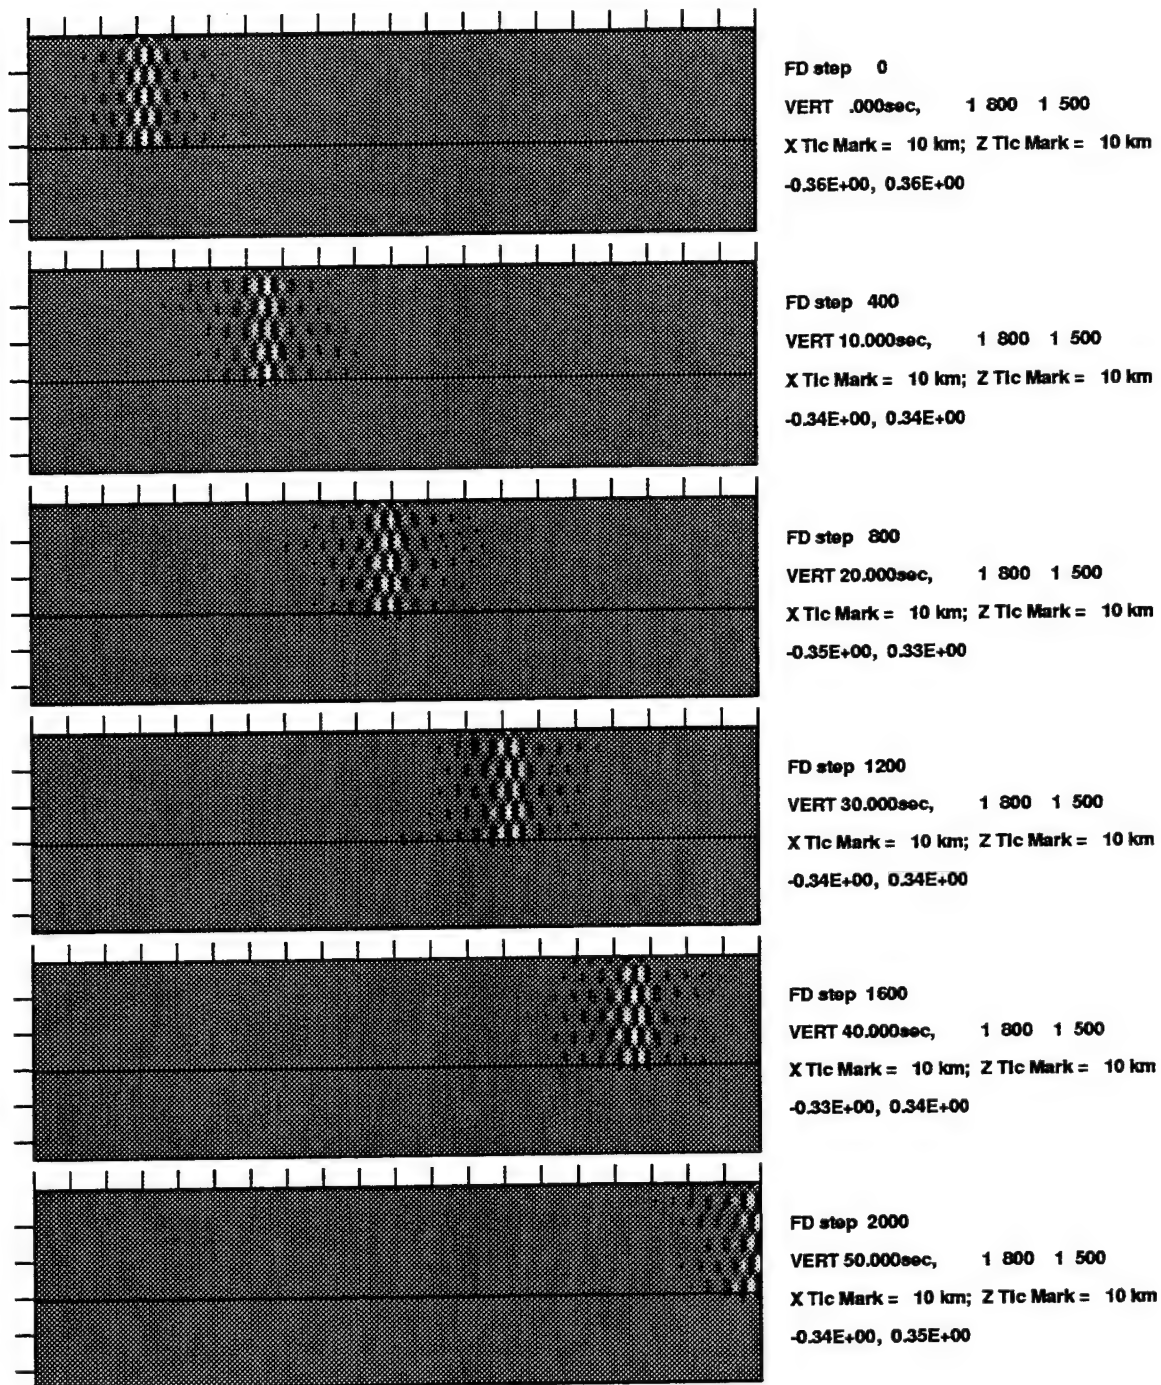 FD step 0
VERT .000sec, 1 800 1 500
X Tic Mark = 10 km; Z Tic Mark = 10 km
-0.36E+00, 0.36E+00
FD step 400
VERT 10.000sec, 1 800 1 500
X Tic Mark = 10 km; Z Tic Mark = 10 km
-0.34E+00, 0.34E+00
FD step 800
VERT 20.000sec, 1 800 1 500
X Tic Mark = 10 km; Z Tic Mark = 10 km
-0.35E+00, 0.33E+00
FD step 1200
VERT 30.000sec, 1 800 1 500
X Tic Mark = 10 km; Z Tic Mark = 10 km
-0.34E+00, 0.34E+00
FD step 1600
VERT 40.000sec, 1 800 1 500
X Tic Mark = 10 km; Z Tic Mark = 10 km
-0.33E+00, 0.34E+00
FD step 2000
VERT 50.000sec, 1 800 1 500
X Tic Mark = 10 km; Z Tic Mark = 10 km
-0.34E+00, 0.35E+00